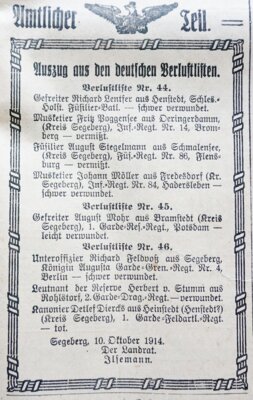 Amtlicher Teil.
Auszug aus den deutschen Verlustlisten.
Verlustliste Nr. 44.
Gefreiter Richard Lentfer aus Henstedt, Schles.-
Holst. Füsilier-Batl. — schwer verwundet.
Musketier Fritz Poggensee aus Oeringerdamm,
(Kreis Segeberg), Inf.-Regt. Nr. 14, Brom-
berg — vermißt.
Füsilier August Stegelmann aus Schmalensee,
(Kreis Segeberg), Füs.-Regt. Nr. 86, Flens-
burg — vermißt.
Musketier Johann Möller aus Fredesdorf (Kr.
Segeberg), Inf.-Regt. Nr. 84, Hadersleben —
schwer verwundet.
Verlustliste Nr. 45.
Gefreiter August Mohr aus Bramstedt (Kreis
Segeberg), 1. Garde-Res.-Regt., Potsdam —
leicht verwundet.
Verlustliste Nr. 46.
Unteroffizier Richard Feldvoß aus Segeberg,
Königin Augusta Garde-Gren.-Regt. Nr. 4,
Berlin — schwer verwundet.
Leutnant der Reserve Herbert v. Stumm aus
Rohlstorf, 2. Garde-Drag.-Regt. — verwundet.
Kanonier Detlef Diercks aus Heinstedt (Henstedt?)
(Kreis Segeberg), 1 Garde-Feldartl.-Regt.
— tot.
Segeberg, 10. Oktober 1914.
Der Landrat.
Ilsemann.